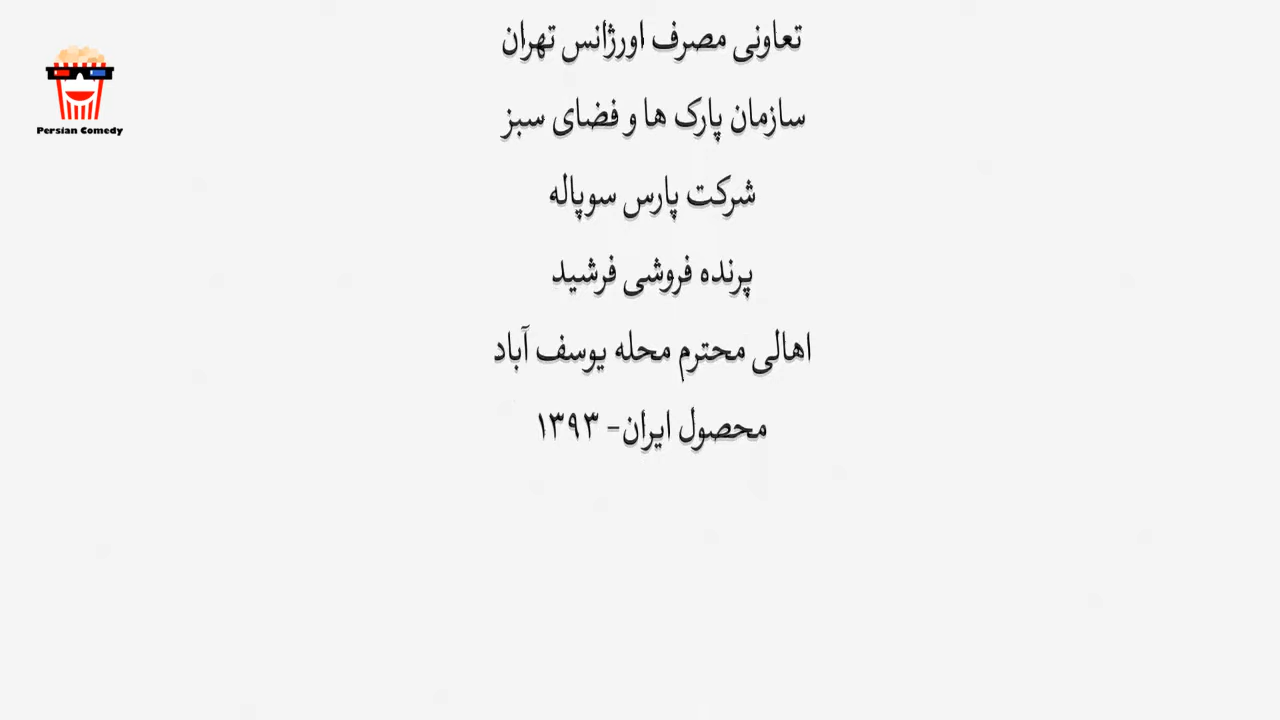 تعاونی مصرف اورژانس تهران
سازمان پارک ها و فضای سبز
شرکت پارس سوپاله
پرنده فروشی فرشید
اهالی محترم محله یوسف آباد
محصول ایران- ۱۳۹۳
Persian Comedy